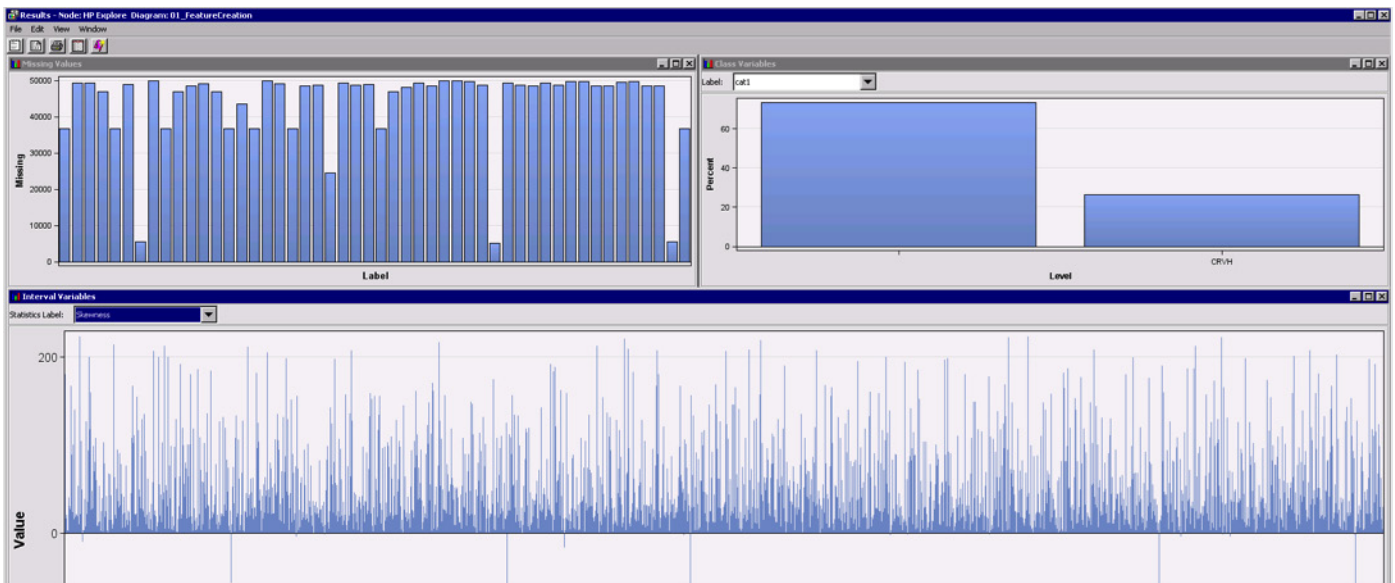 Results - Node: HP Explore Diagram: 01_FeatureCreation
File Edit View Window
Missing Values
50000
40000
30000
20000
10000
0
Missing
Label
Class Variables
Label: cat1
60
40
20
0
Percent
CRVH
Level
Interval Variables
Statistics Label: Skewness
200
100
0
Value